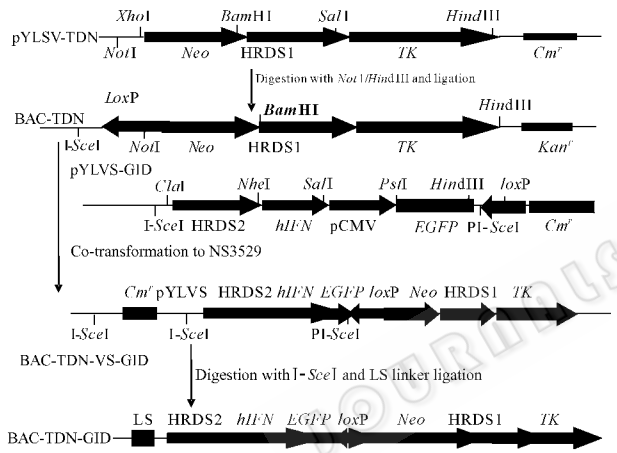 XhoI BamHI SalI HindIII
pYLSV-TDN
NotI Neo HRDS1 TK Cmr
Digestion with NotI/HindIII and ligation
LoxP BamHI HindIII
BAC-TDN
I-SceI NotI Neo HRDS1 TK Kanr
pYLVS-GID
ClaI NheI SalI PstI HindIII loxP
I-SceI HRDS2 hIFN pCMV EGFP PI-SceI Cmr
Co-transformation to NS3529
Cmr pYLVS HRDS2 hIFN EGFP loxP Neo HRDS1 TK
I-SceI I-SceI PI-SceI
BAC-TDN-VS-GID
Digestion with I-SceI and LS linker ligation
LS HRDS2 hIFN EGFP loxP Neo HRDS1 TK
BAC-TDN-GID
JOURNALS